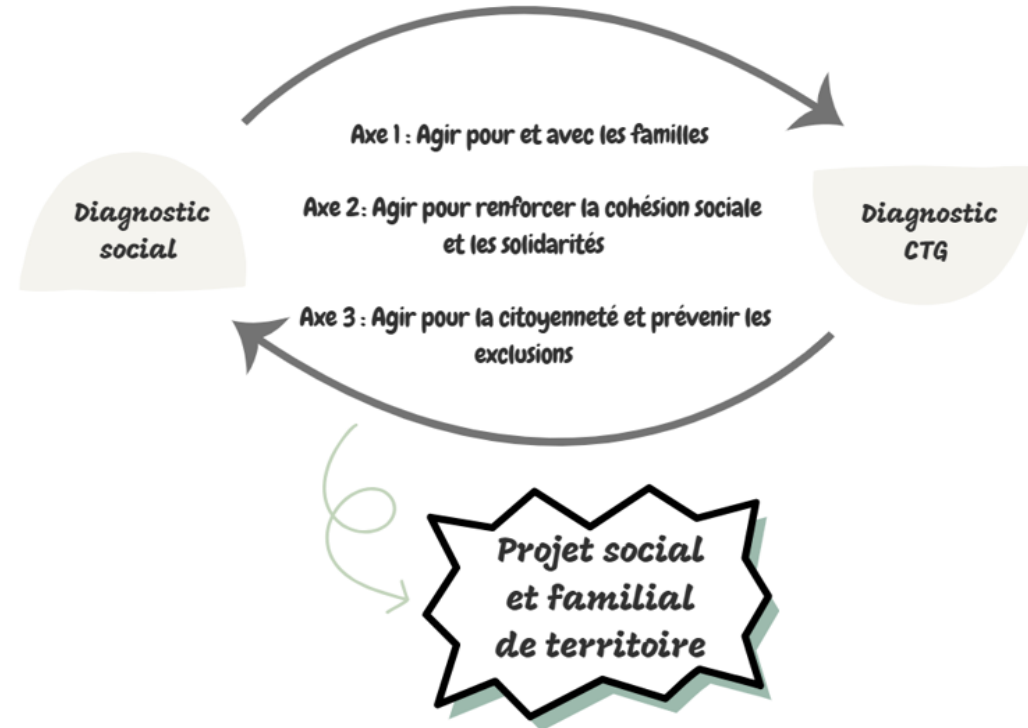 Axe 1 : Agir pour et avec les familles
Diagnostic
social
Axe 2: Agir pour renforcer la cohésion sociale
et les solidarités
Diagnostic
CTG
Axe 3 : Agir pour la citoyenneté et prévenir les
exclusions
Projet social
et familial
de territoire